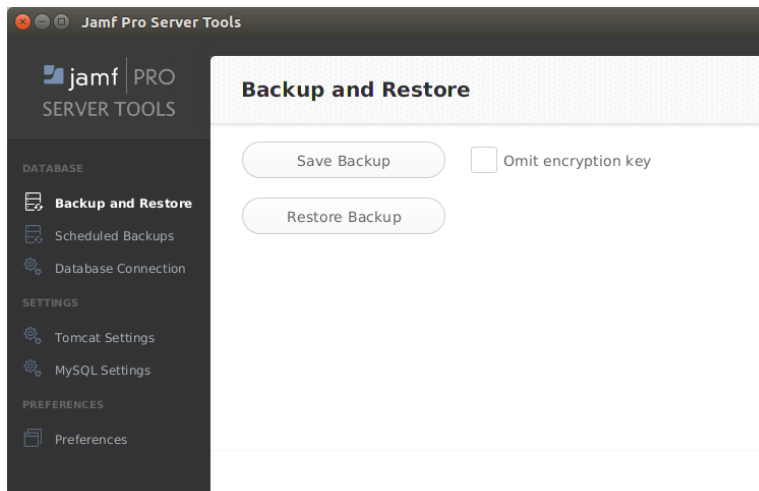 Jamf Pro Server Tools
jamf PRO
SERVER TOOLS
DATABASE
Backup and Restore
Scheduled Backups
Database Connection
SETTINGS
Tomcat Settings
MySQL Settings
PREFERENCES
Preferences
Backup and Restore
Save Backup
Omit encryption key
Restore Backup